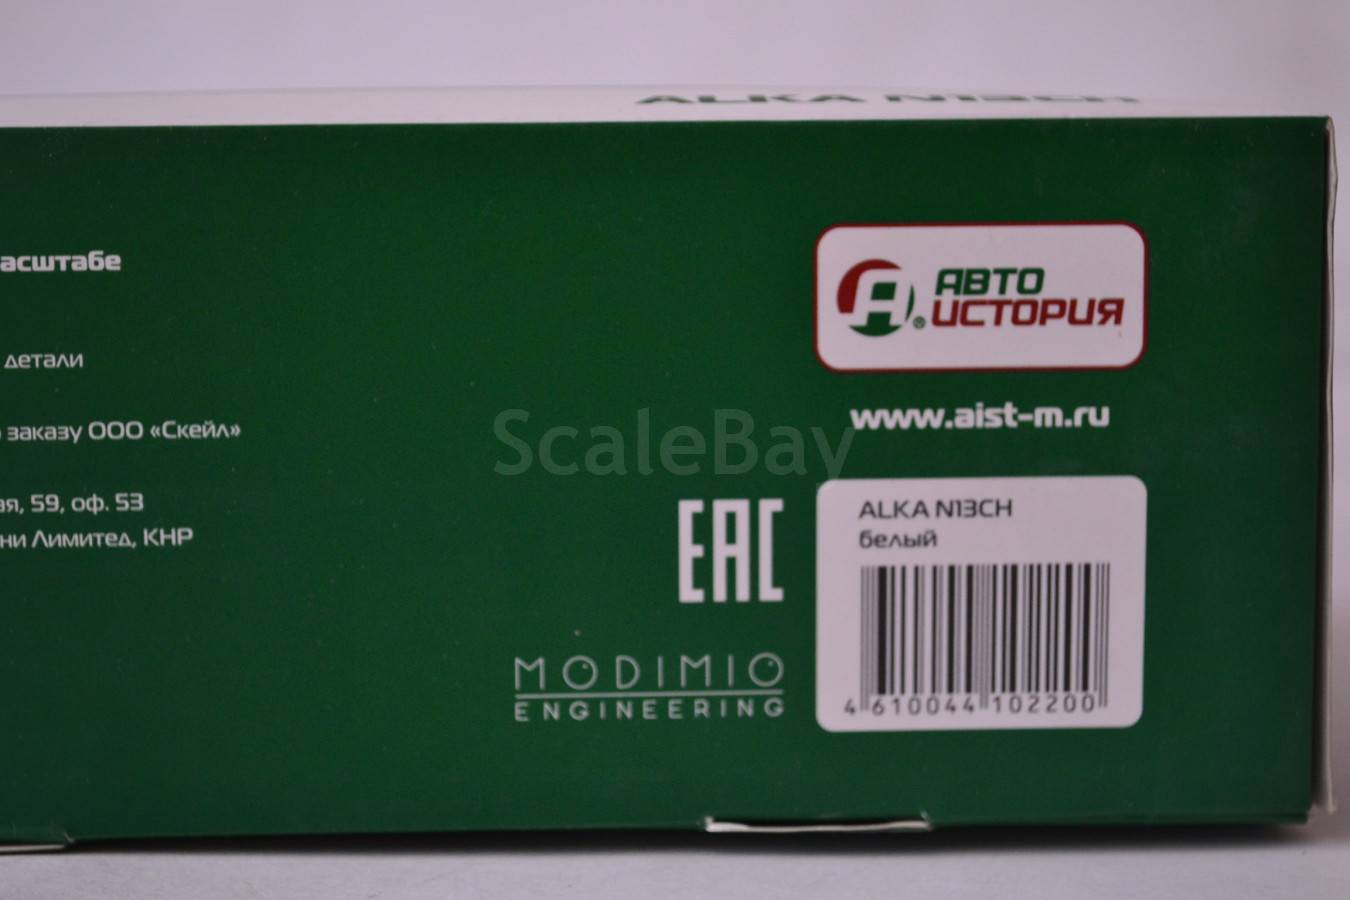 ALKA N13CH
асштабе
детали
заказу ООО «Скейл»
ая, 59, оф. 53
ни Лимитед, КНР
АВТО
ИСТОРИЯ
www.aist-m.ru
ScaleBay
EAC
MODIMIO
ENGINEERING
ALKA N13CH
белый
4 610044 102200